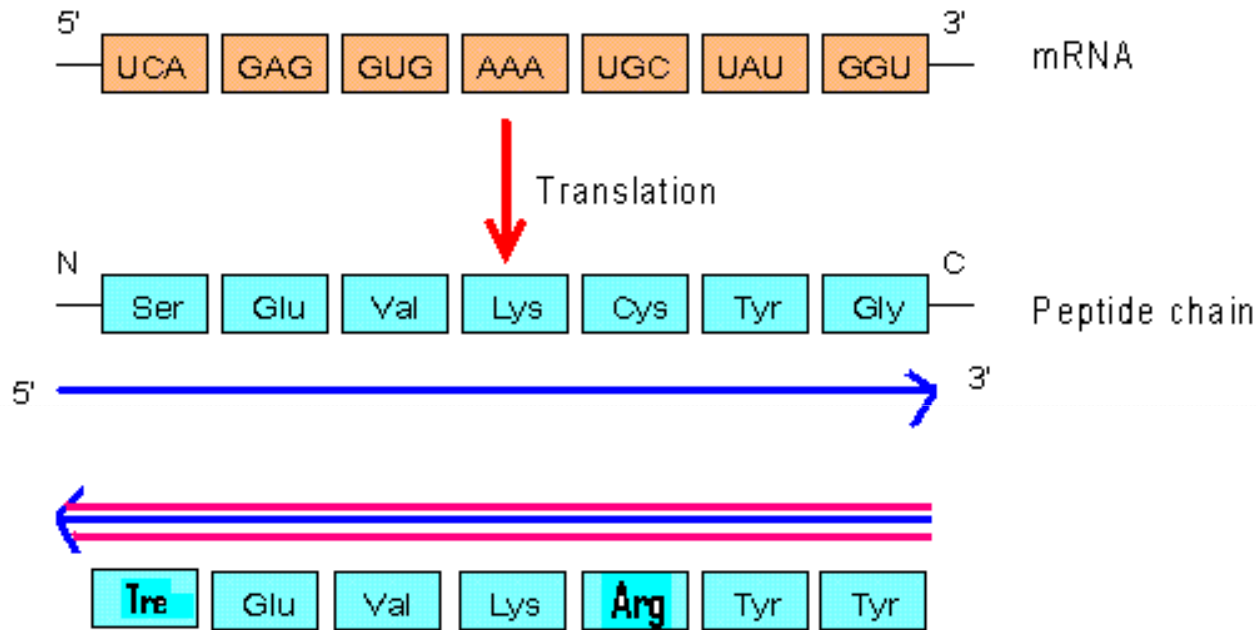 5' 3'
UCA GAG GUG AAA UGC UAU GGU mRNA
Translation
N C
Ser Glu Val Lys Cys Tyr Gly Peptide chain
5' 3'
Tre Glu Val Lys Arg Tyr Tyr